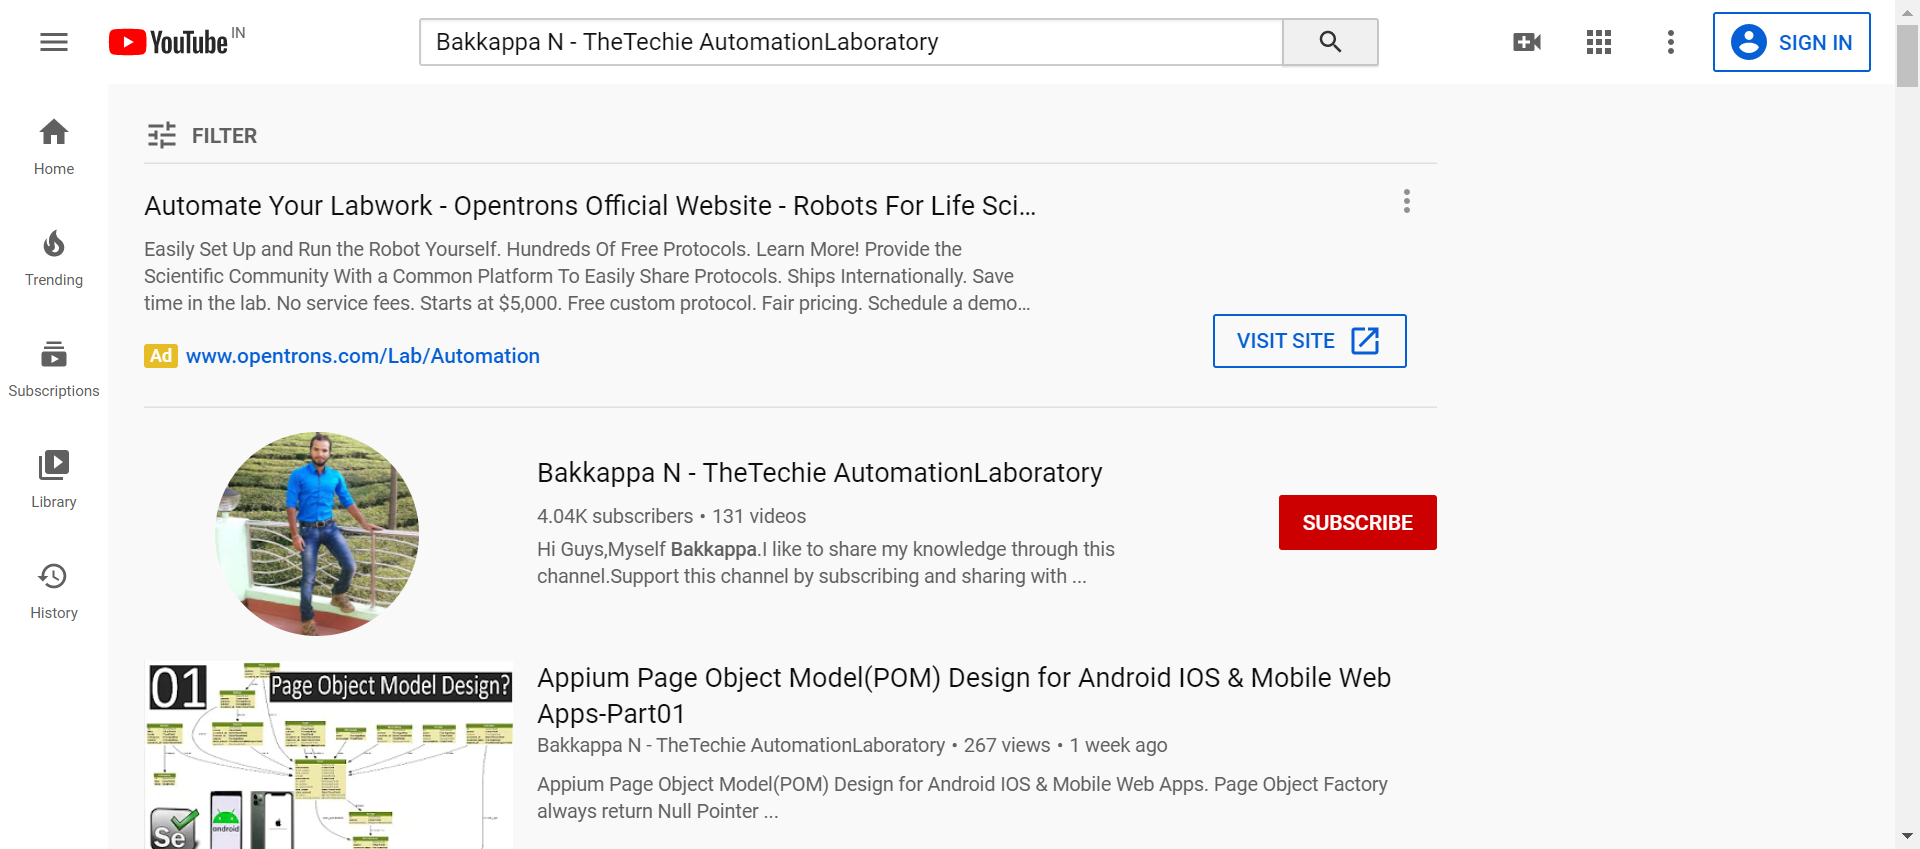 YouTube IN
Bakkappa N - TheTechie AutomationLaboratory
SIGN IN
Home
Trending
Subscriptions
Library
History
FILTER
Automate Your Labwork - Opentrons Official Website - Robots For Life Sci...
Easily Set Up and Run the Robot Yourself. Hundreds Of Free Protocols. Learn More! Provide the
Scientific Community With a Common Platform To Easily Share Protocols. Ships Internationally. Save
time in the lab. No service fees. Starts at $5,000. Free custom protocol. Fair pricing. Schedule a demo...
Ad www.opentrons.com/Lab/Automation
VISIT SITE
Bakkappa N - TheTechie AutomationLaboratory
4.04K subscribers • 131 videos
Hi Guys,Myself Bakkappa.I like to share my knowledge through this
channel.Support this channel by subscribing and sharing with ...
SUBSCRIBE
01 Page Object Model Design?
Se
android
Appium Page Object Model(POM) Design for Android IOS & Mobile Web
Apps-Part01
Bakkappa N - TheTechie AutomationLaboratory • 267 views • 1 week ago
Appium Page Object Model(POM) Design for Android IOS & Mobile Web Apps. Page Object Factory
always return Null Pointer ...